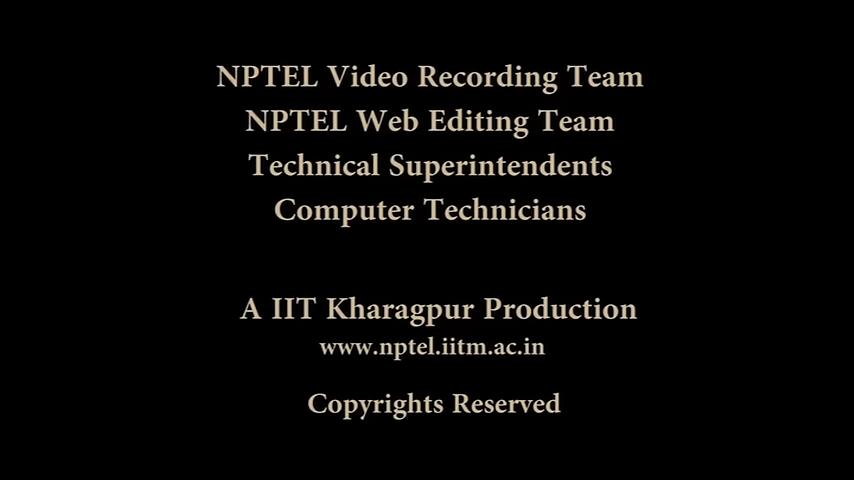 NPTEL Video Recording Team
NPTEL Web Editing Team
Technical Superintendents
Computer Technicians
A IIT Kharagpur Production
www.nptel.iitm.ac.in
Copyrights Reserved